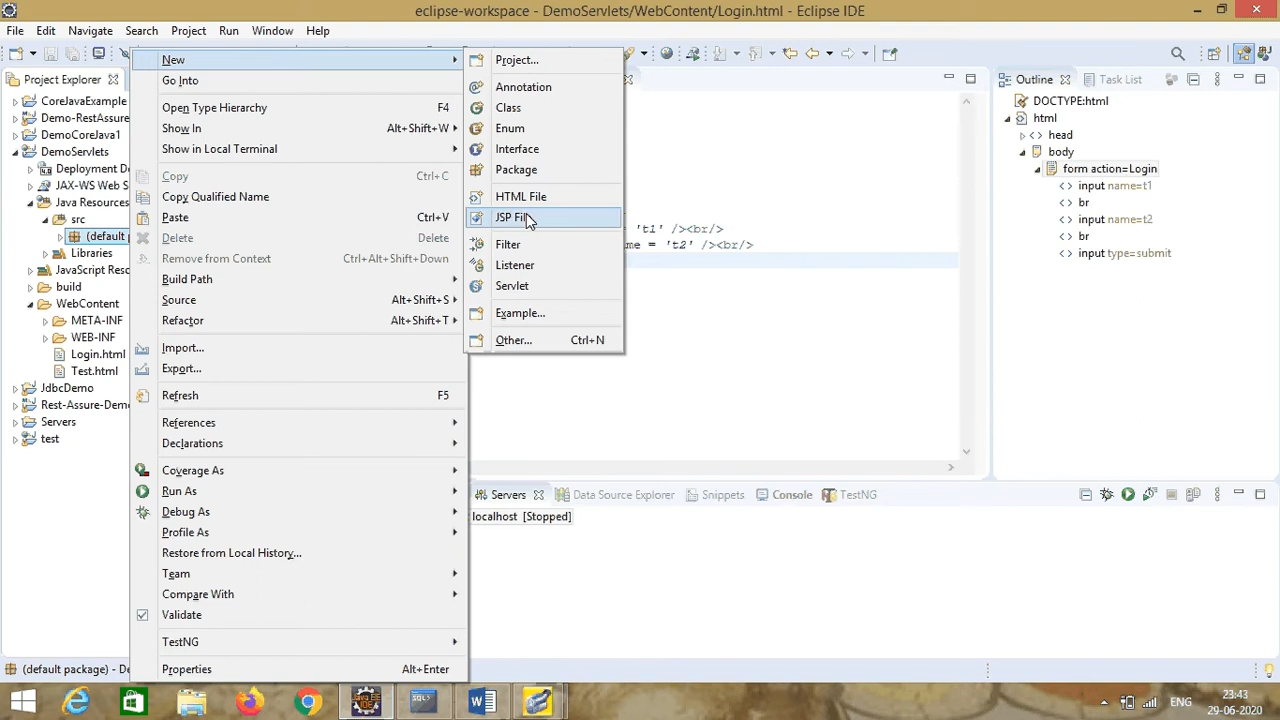 eclipse-workspace - DemoServlets/WebContent/Login.html - Eclipse IDE
File Edit Navigate Search Project Run Window Help
Project Explorer
CoreJavaExample
Demo-RestAssure
DemoCoreJava1
DemoServlets
Deployment D
JAX-WS Web S
Java Resources
src
(default p
Libraries
JavaScript Reso
build
WebContent
META-INF
WEB-INF
Login.html
Test.html
JdbcDemo
Rest-Assure-Demo
Servers
test
New
Go Into
Open Type Hierarchy F4
Show In Alt+Shift+W
Show in Local Terminal
Copy Ctrl+C
Copy Qualified Name
Paste Ctrl+V
Delete Delete
Remove from Context Ctrl+Alt+Shift+Down
Build Path
Source Alt+Shift+S
Refactor Alt+Shift+T
Import...
Export...
Refresh F5
References
Declarations
Coverage As
Run As
Debug As
Profile As
Restore from Local History...
Team
Compare With
Validate
TestNG
Properties Alt+Enter
Project...
Annotation
Class
Enum
Interface
Package
HTML File
JSP Fil
Filter
Listener
Servlet
Example...
Other... Ctrl+N
't1' /><br/>
me = 't2' /><br/>
Outline Task List
DOCTYPE:html
html
head
body
form action=Login
input name=t1
br
input name=t2
br
input type=submit
Servers Data Source Explorer Snippets Console TestNG
localhost [Stopped]
(default package) - De
ENG
23:43
29-06-2020